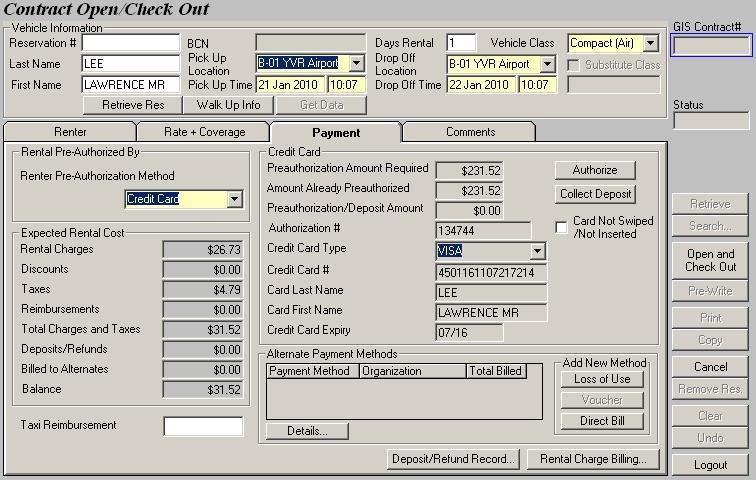 Contract Open/Check Out
Vehicle Information
Reservation # BCN Days Rental 1 Vehicle Class Compact (Air)
Last Name LEE Pick Up Location B-01 YVR Airport Drop Off Location B-01 YVR Airport Substitute Class
First Name LAWRENCE MR Pick Up Time 21 Jan 2010 10:07 Drop Off Time 22 Jan 2010 10:07
Retrieve Res Walk Up Info Get Data
GIS Contract#
Status
Renter Rate + Coverage Payment Comments
Rental Pre-Authorized By
Renter Pre-Authorization Method
Credit Card
Expected Rental Cost
Rental Charges $26.73
Discounts $0.00
Taxes $4.79
Reimbursements $0.00
Total Charges and Taxes $31.52
Deposits/Refunds $0.00
Billed to Alternates $0.00
Balance $31.52
Taxi Reimbursement
Credit Card
Preauthorization Amount Required $231.52 Authorize
Amount Already Preauthorized $231.52 Collect Deposit
Preauthorization/Deposit Amount $0.00
Authorization # 134744 Card Not Swiped /Not Inserted
Credit Card Type VISA
Credit Card # 4501161107217214
Card Last Name LEE
Card First Name LAWRENCE MR
Credit Card Expiry 07/16
Alternate Payment Methods
Payment Method Organization Total Billed
Details...
Add New Method
Loss of Use
Voucher
Direct Bill
Deposit/Refund Record... Rental Charge Billing...
Retrieve
Search...
Open and Check Out
Pre-Write
Print
Copy
Cancel
Remove Res.
Clear
Undo
Logout